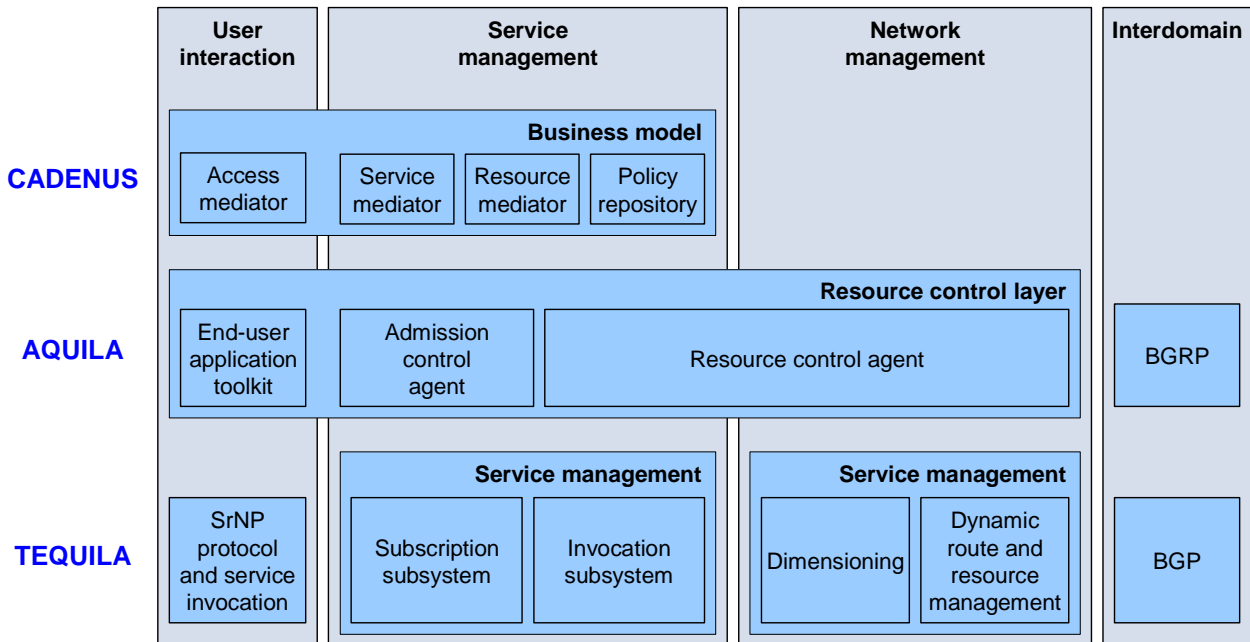 User
interaction
Service
management
Network
management
Interdomain
CADENUS
Business model
Access
mediator
Service
mediator
Resource
mediator
Policy
repository
AQUILA
Resource control layer
End-user
application
toolkit
Admission
control
agent
Resource control agent
BGRP
TEQUILA
SrNP
protocol
and service
invocation
Service management
Subscription
subsystem
Invocation
subsystem
Service management
Dimensioning
Dynamic
route and
resource
management
BGP